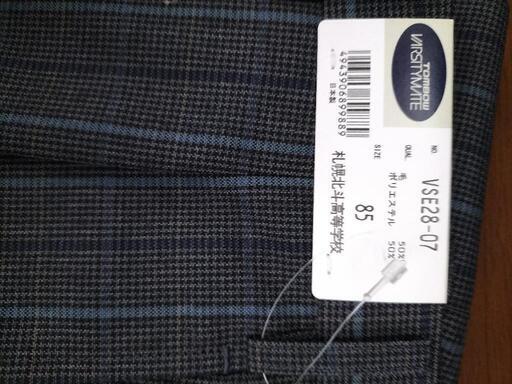 TOMBOW
VARSITYMATE
4943906899889
日本製
NO. VSE28-07
QUAL 毛 50%
ポリエステル 50%
SIZE 85
札幌北斗高等学校